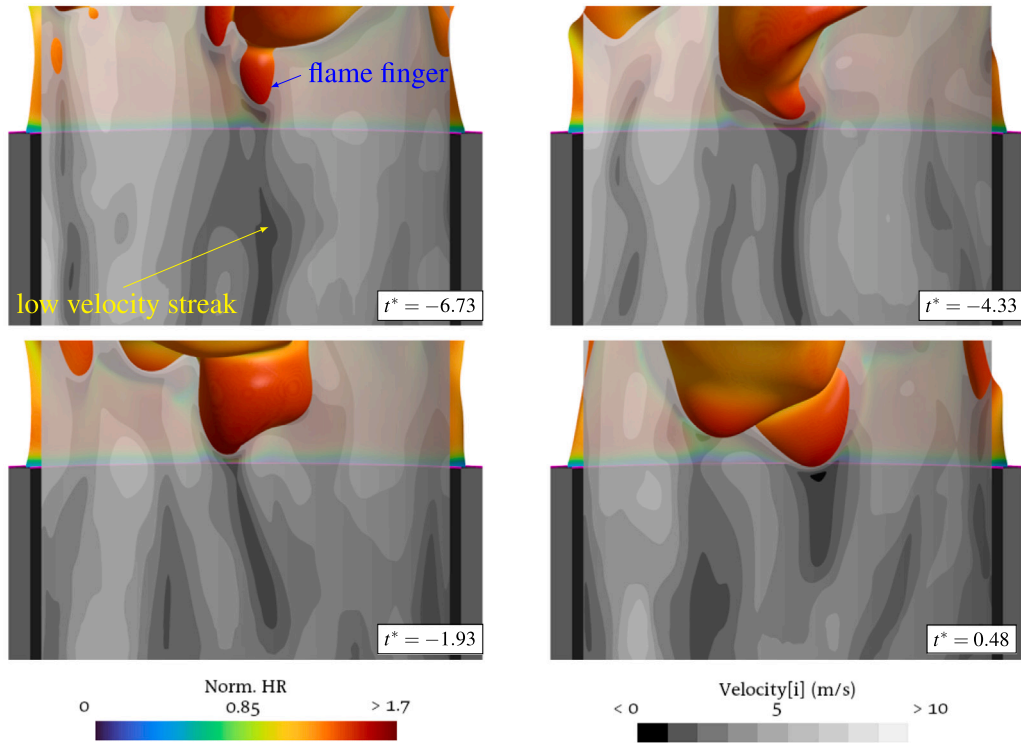 flame finger
low velocity streak
t* = −6.73
t* = −4.33
t* = −1.93
t* = 0.48
Norm. HR
0 0.85 > 1.7
Velocity[i] (m/s)
< 0 5 > 10